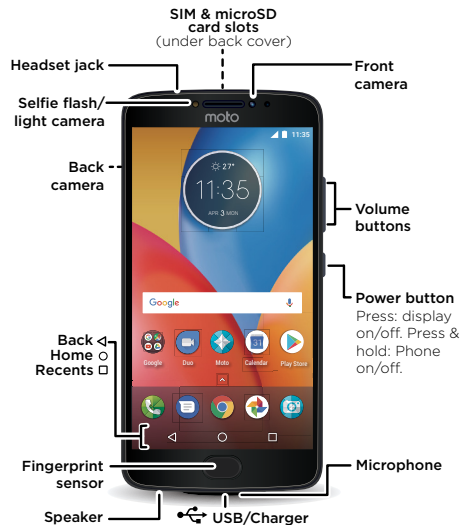 SIM & microSD
card slots
(under back cover)
Headset jack
Front
camera
Selfie flash/
light camera
moto
11:35
Back
camera
27°
11:35
APR 3 MON
Volume
buttons
Google
Power button
Press: display
on/off. Press &
hold: Phone
on/off.
Back
Home
Recents
Google
Duo
Moto
31
Calendar
Play Store
Fingerprint
sensor
Microphone
Speaker
USB/Charger